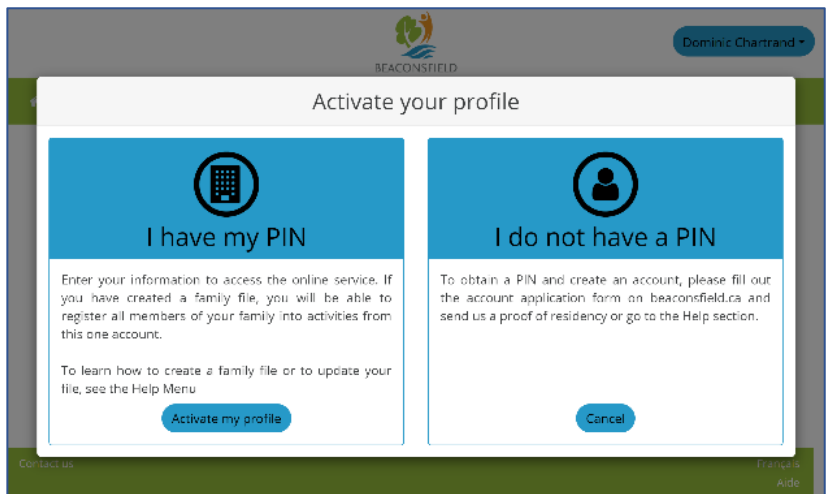 BEACONSFIELD
Dominic Chartrand
Activate your profile
I have my PIN
Enter your information to access the online service. If
you have created a family file, you will be able to
register all members of your family into activities from
this one account.
To learn how to create a family file or to update your
file, see the Help Menu
Activate my profile
I do not have a PIN
To obtain a PIN and create an account, please fill out
the account application form on beaconsfield.ca and
send us a proof of residency or go to the Help section.
Cancel
Contact us
Français
Aide